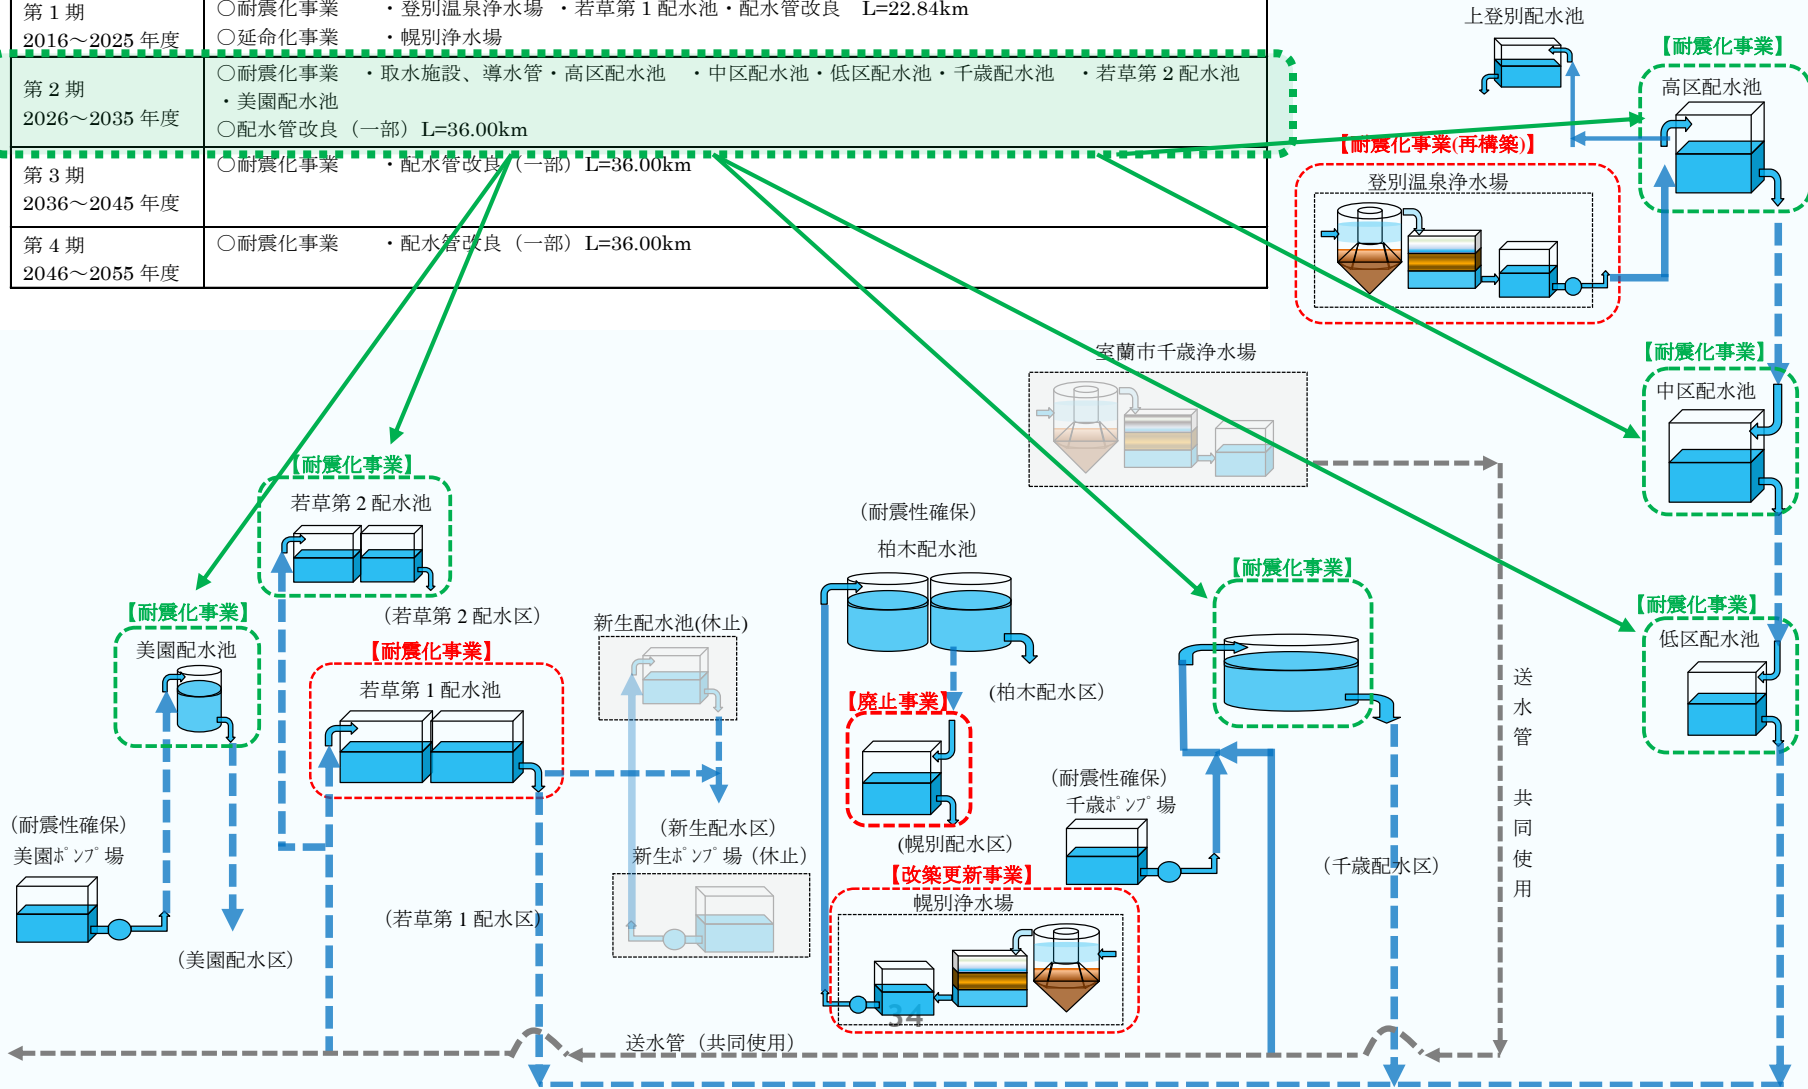 第1期
2016～2025年度
○耐震化事業 ・登別温泉浄水場 ・若草第1配水池・配水管改良 L=22.84km
○延命化事業 ・幌別浄水場
第2期
2026～2035年度
○耐震化事業 ・取水施設、導水管・高区配水池 ・中区配水池・低区配水池・千歳配水池 ・若草第2配水池
・美園配水池
○配水管改良（一部）L=36.00km
第3期
2036～2045年度
○耐震化事業 ・配水管改良（一部）L=36.00km
第4期
2046～2055年度
○耐震化事業 ・配水管改良（一部）L=36.00km
上登別配水池
【耐震化事業】
高区配水池
【耐震化事業(再構築)】
登別温泉浄水場
室蘭市千歳浄水場
【耐震化事業】
中区配水池
【耐震化事業】
若草第2配水池
（耐震性確保）
柏木配水池
【耐震化事業】
【耐震化事業】
低区配水池
【耐震化事業】
美園配水池
（若草第2配水区）
【耐震化事業】
若草第1配水池
新生配水池(休止)
(柏木配水区）
【廃止事業】
送水管 共同使用
（耐震性確保）
千歳ﾎﾟﾝﾌﾟ場
（耐震性確保）
美園ﾎﾟﾝﾌﾟ場
（新生配水区）
新生ﾎﾟﾝﾌﾟ場（休止）
(幌別配水区）
（千歳配水区）
【改築更新事業】
幌別浄水場
（若草第1配水区）
（美園配水区）
34
送水管（共同使用）